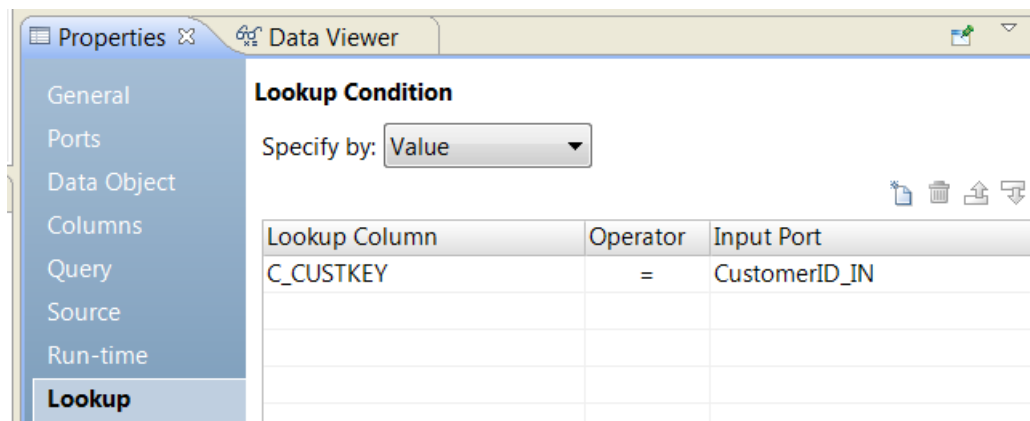 Properties Data Viewer
General
Ports
Data Object
Columns
Query
Source
Run-time
Lookup
Lookup Condition
Specify by: Value
Lookup Column Operator Input Port
C_CUSTKEY = CustomerID_IN